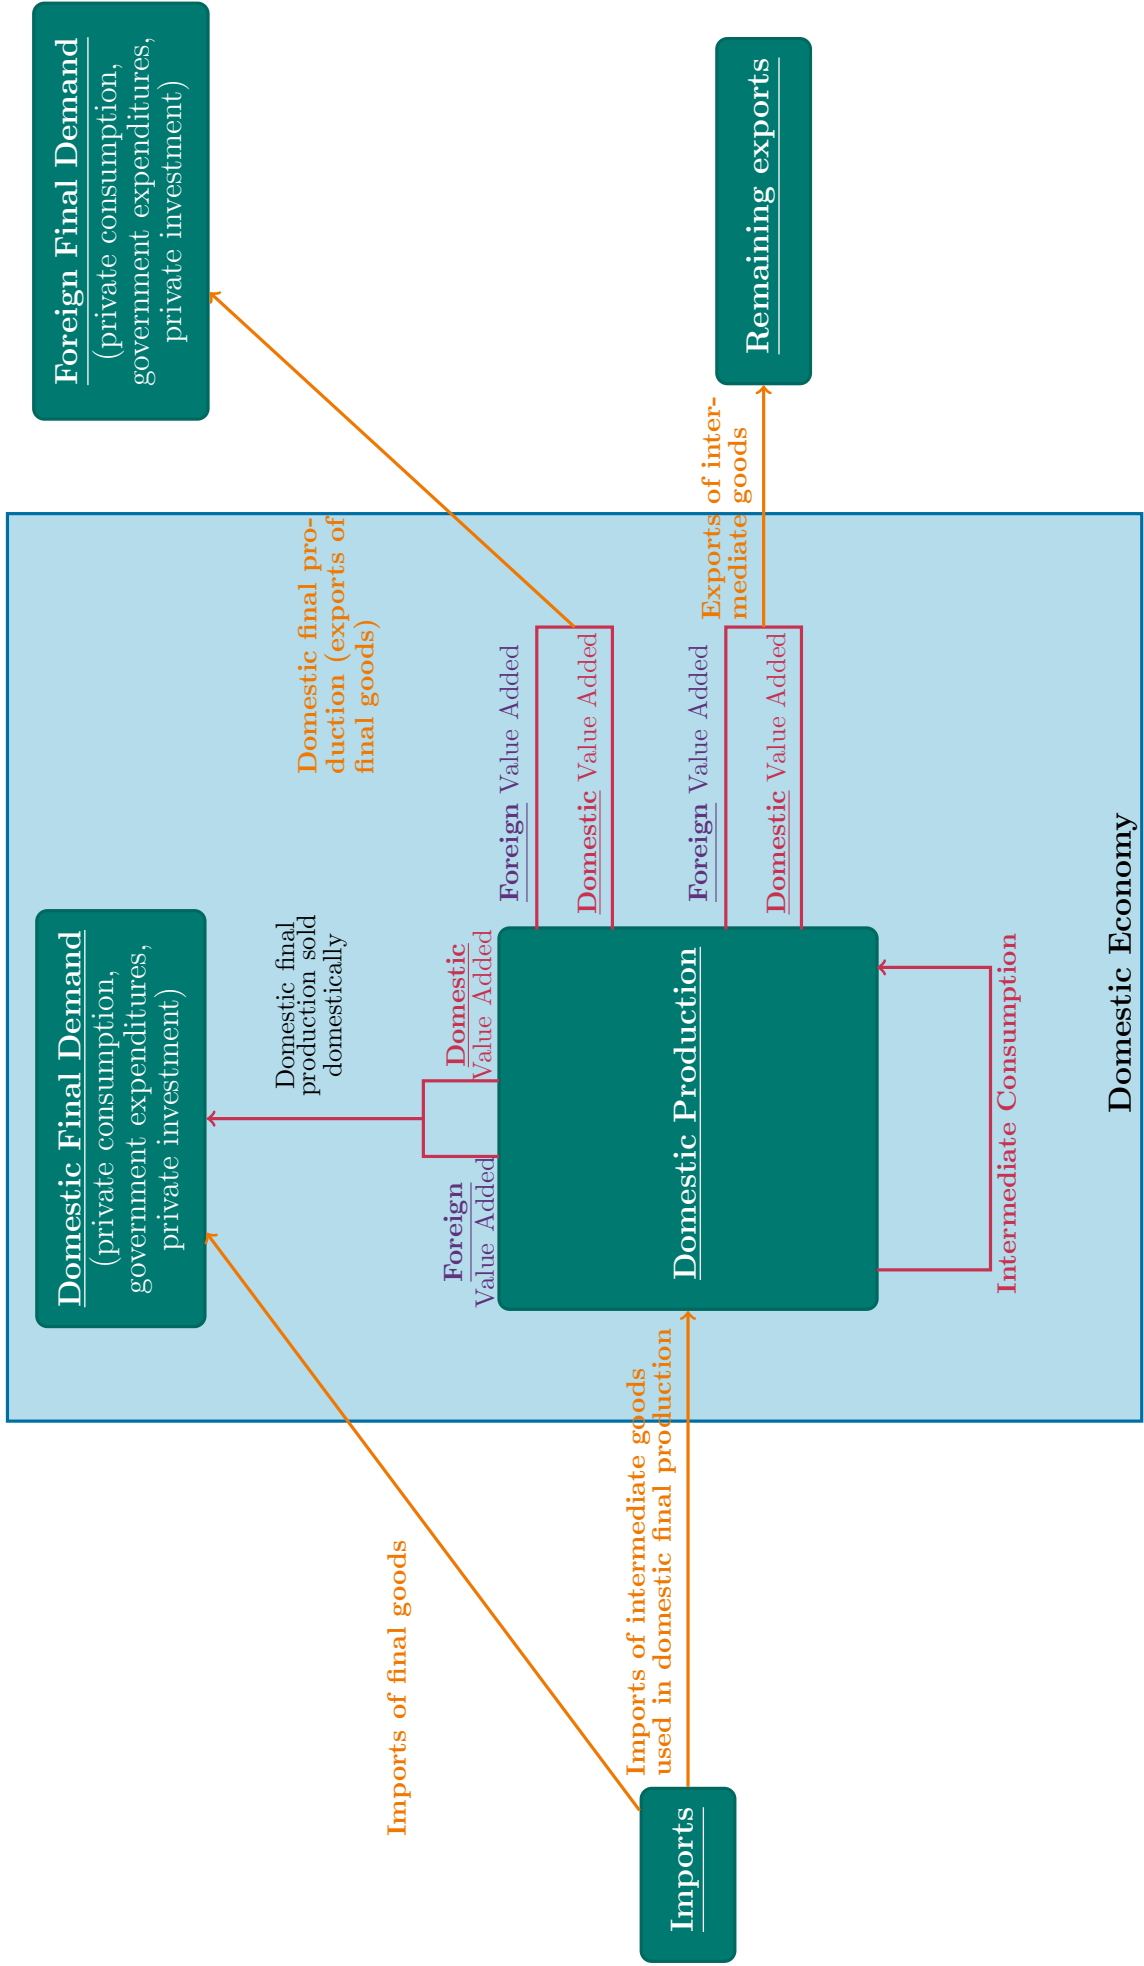 Domestic Final Demand
(private consumption,
government expenditures,
private investment)
Foreign Final Demand
(private consumption,
government expenditures,
private investment)
Domestic final
production sold
domestically
Domestic final pro-
duction (exports of
final goods)
Imports of final goods
Foreign
Value Added
Domestic
Value Added
Foreign Value Added
Domestic Value Added
Imports of intermediate goods
used in domestic final production
Imports
Domestic Production
Foreign Value Added
Domestic Value Added
Exports of inter-
mediate goods
Remaining exports
Intermediate Consumption
Domestic Economy